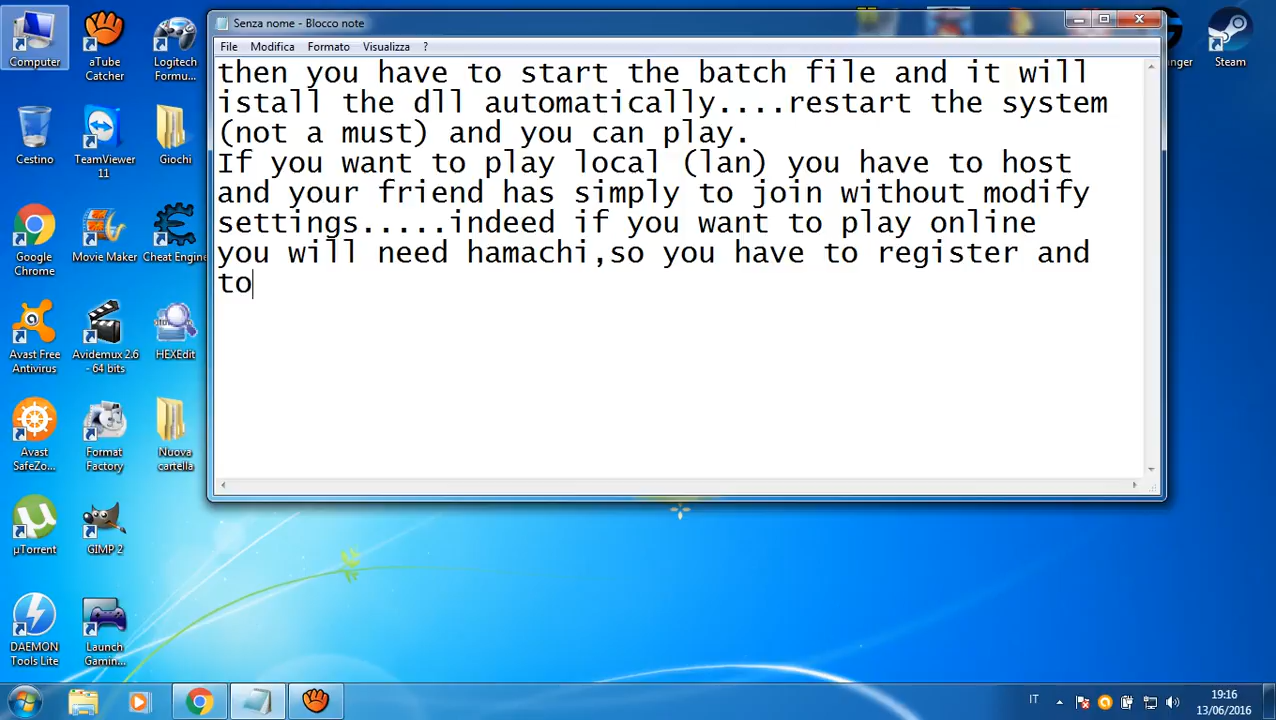 Senza nome - Blocco note
File Modifica Formato Visualizza ?
then you have to start the batch file and it will
istall the dll automatically....restart the system
(not a must) and you can play.
If you want to play local (lan) you have to host
and your friend has simply to join without modify
settings.....indeed if you want to play online
you will need hamachi,so you have to register and
to
Computer
aTube
Catcher
Logitech
Formu...
Cestino
TeamViewer
11
Giochi
Google
Chrome
Movie Maker
Cheat Engine
Avast Free
Antivirus
Avidemux 2.6
- 64 bits
HEXEdit
Avast
SafeZo...
Format
Factory
Nuova
cartella
µTorrent
GIMP 2
DAEMON
Tools Lite
Launch
Gamin...
Steam
IT
19:16
13/06/2016